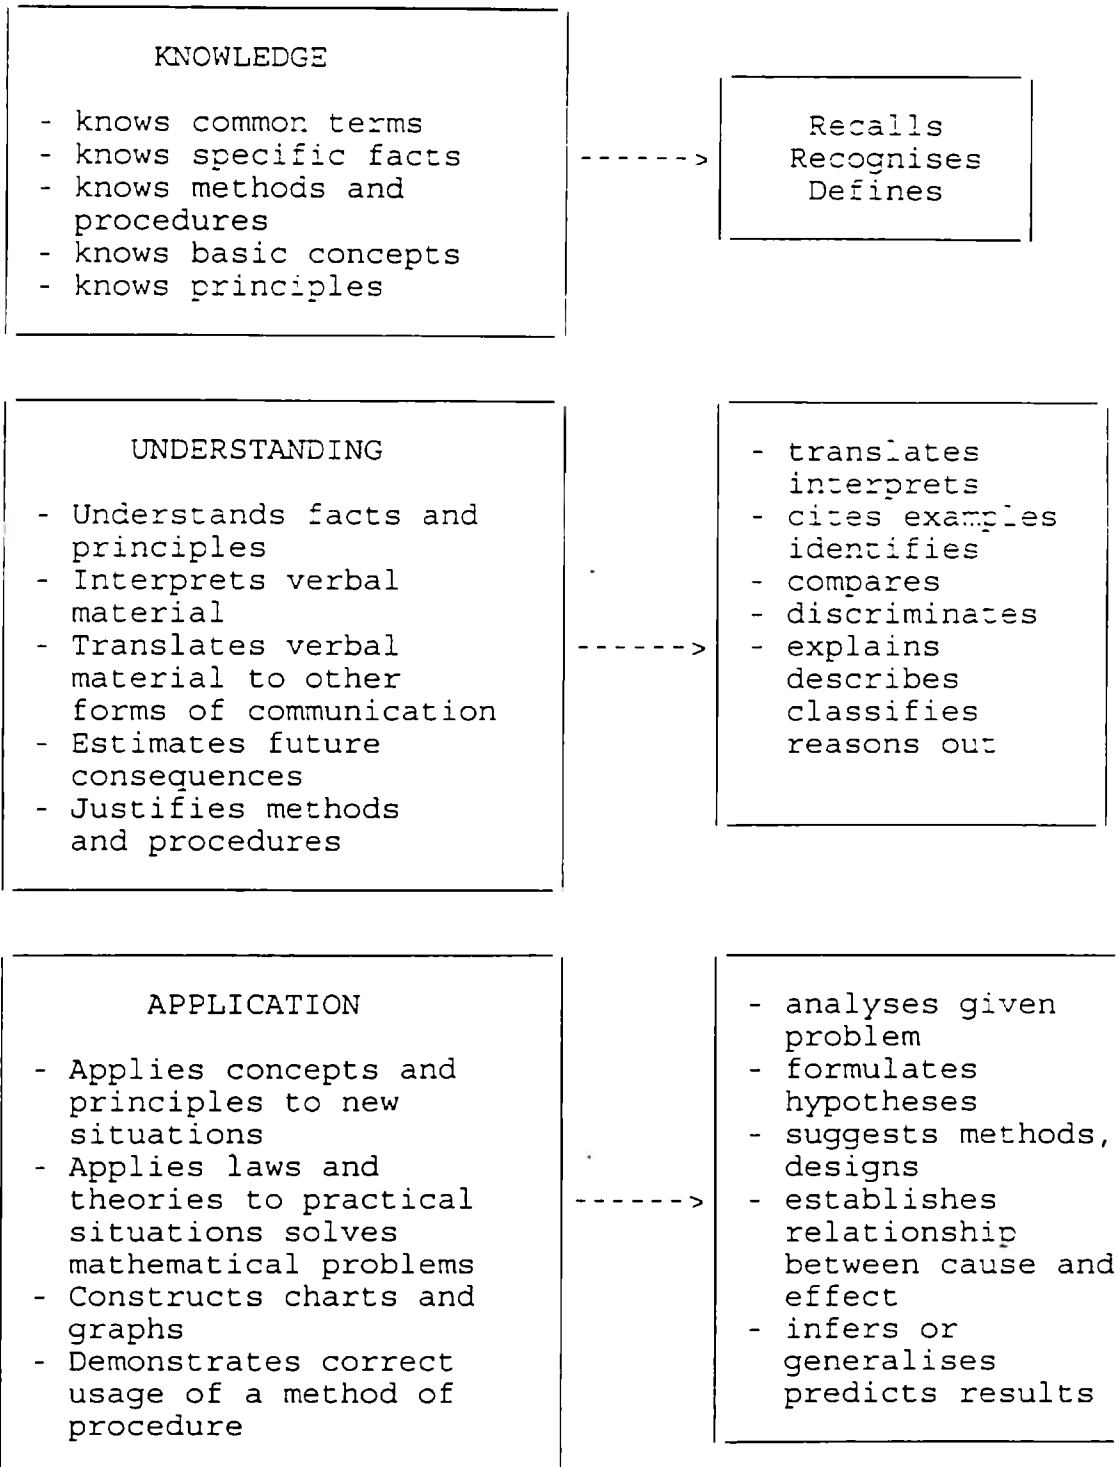 KNOWLEDGE
- knows common terms
- knows specific facts
- knows methods and
procedures
- knows basic concepts
- knows principles
------>
Recalls
Recognises
Defines
UNDERSTANDING
- Understands facts and
principles
- Interprets verbal
material
- Translates verbal
material to other
forms of communication
- Estimates future
consequences
- Justifies methods
and procedures
------>
- translates
interprets
- cites examples
identifies
- compares
- discriminates
- explains
describes
classifies
reasons out
APPLICATION
- Applies concepts and
principles to new
situations
- Applies laws and
theories to practical
situations solves
mathematical problems
- Constructs charts and
graphs
- Demonstrates correct
usage of a method of
procedure
------>
- analyses given
problem
- formulates
hypotheses
- suggests methods,
designs
- establishes
relationship
between cause and
effect
- infers or
generalises
predicts results